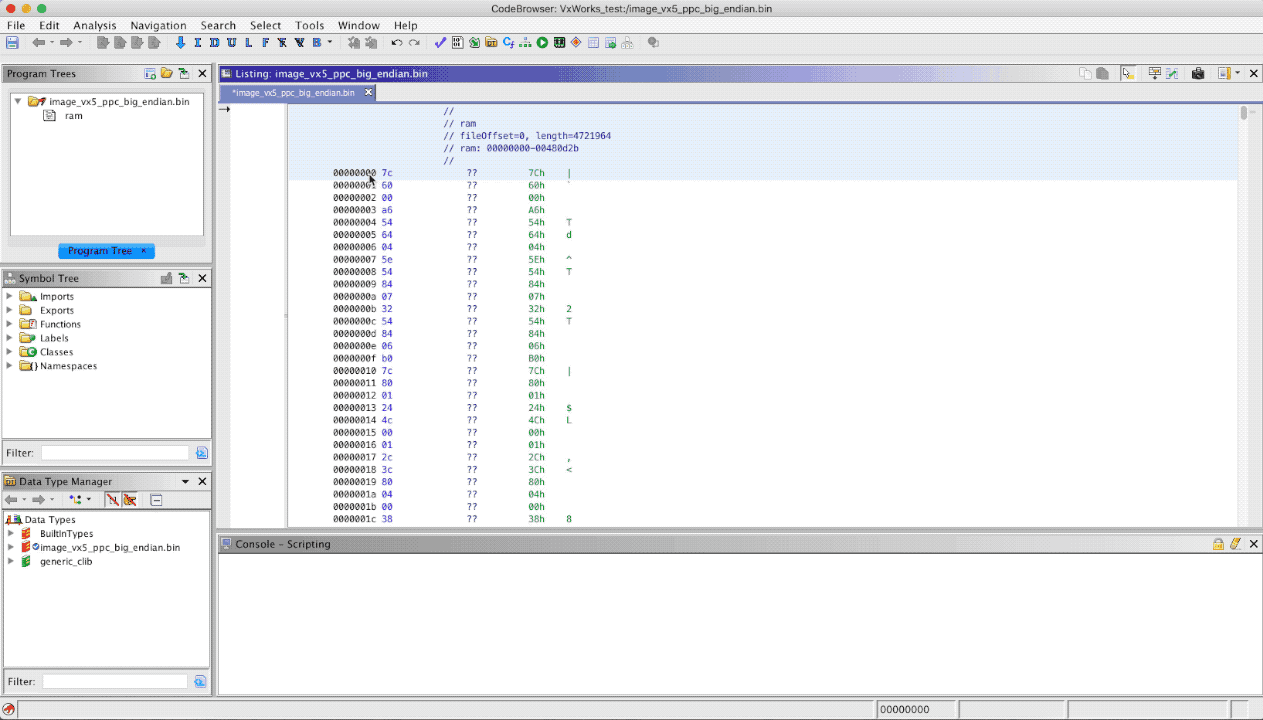 CodeBrowser: VxWorks_test:/image_vx5_ppc_big_endian.bin
File Edit Analysis Navigation Search Select Tools Window Help
I D U L F V B
Program Trees
image_vx5_ppc_big_endian.bin
ram
Program Tree ×
Symbol Tree
Imports
Exports
Functions
Labels
Classes
Namespaces
Filter:
Data Type Manager
Data Types
BuiltInTypes
image_vx5_ppc_big_endian.bin
generic_clib
Filter:
Listing: image_vx5_ppc_big_endian.bin
*image_vx5_ppc_big_endian.bin
//
// ram
// fileOffset=0, length=4721964
// ram: 00000000-00480d2b
//
00000000 7c ?? 7Ch |
00000001 60 ?? 60h `
00000002 00 ?? 00h
00000003 a6 ?? A6h
00000004 54 ?? 54h T
00000005 64 ?? 64h d
00000006 04 ?? 04h
00000007 5e ?? 5Eh ^
00000008 54 ?? 54h T
00000009 84 ?? 84h
0000000a 07 ?? 07h
0000000b 32 ?? 32h 2
0000000c 54 ?? 54h T
0000000d 84 ?? 84h
0000000e 06 ?? 06h
0000000f b0 ?? B0h
00000010 7c ?? 7Ch |
00000011 80 ?? 80h
00000012 01 ?? 01h
00000013 24 ?? 24h $
00000014 4c ?? 4Ch L
00000015 00 ?? 00h
00000016 01 ?? 01h
00000017 2c ?? 2Ch ,
00000018 3c ?? 3Ch <
00000019 80 ?? 80h
0000001a 04 ?? 04h
0000001b 00 ?? 00h
0000001c 38 ?? 38h 8
Console - Scripting
00000000